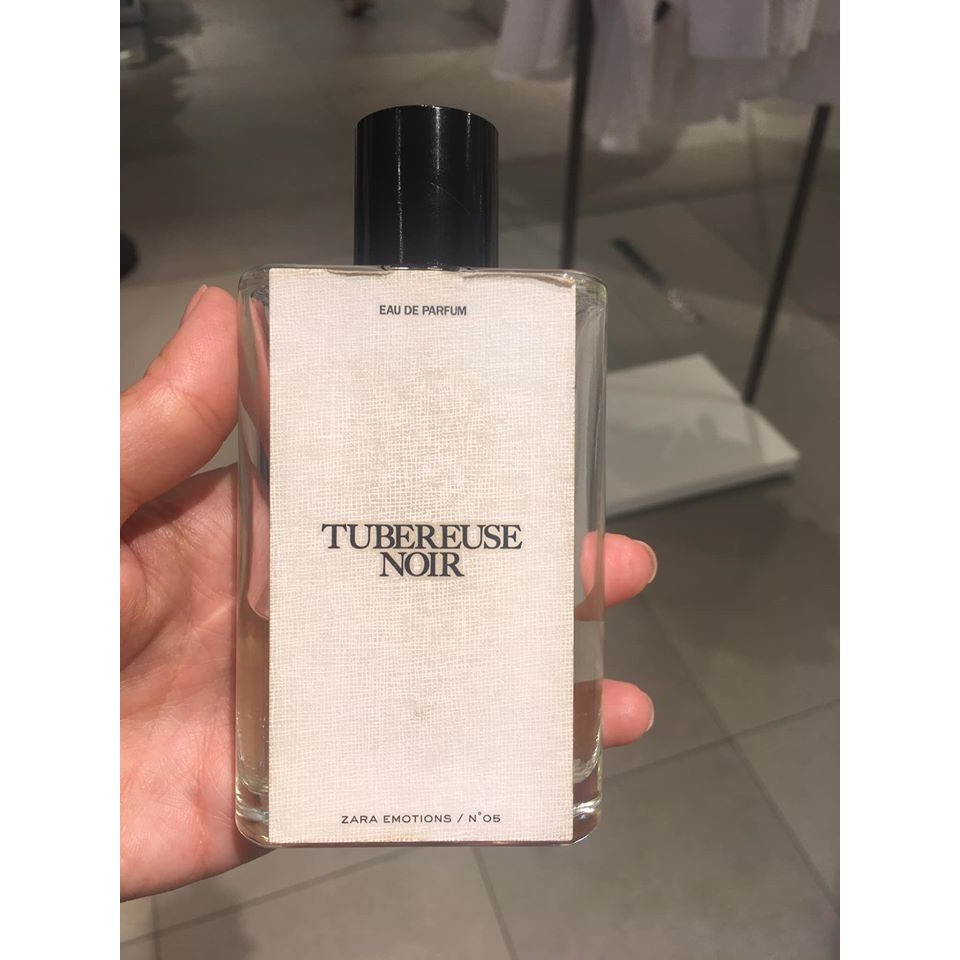 EAU DE PARFUM
TUBEREUSE
NOIR
ZARA EMOTIONS / N°05